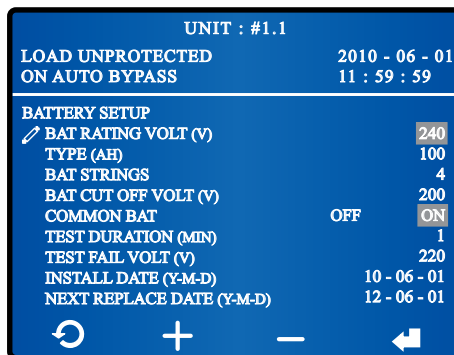 UNIT : #1.1
LOAD UNPROTECTED 2010 - 06 - 01
ON AUTO BYPASS 11 : 59 : 59
BATTERY SETUP
BAT RATING VOLT (V) 240
TYPE (AH) 100
BAT STRINGS 4
BAT CUT OFF VOLT (V) 200
COMMON BAT OFF ON
TEST DURATION (MIN) 1
TEST FAIL VOLT (V) 220
INSTALL DATE (Y-M-D) 10 - 06 - 01
NEXT REPLACE DATE (Y-M-D) 12 - 06 - 01